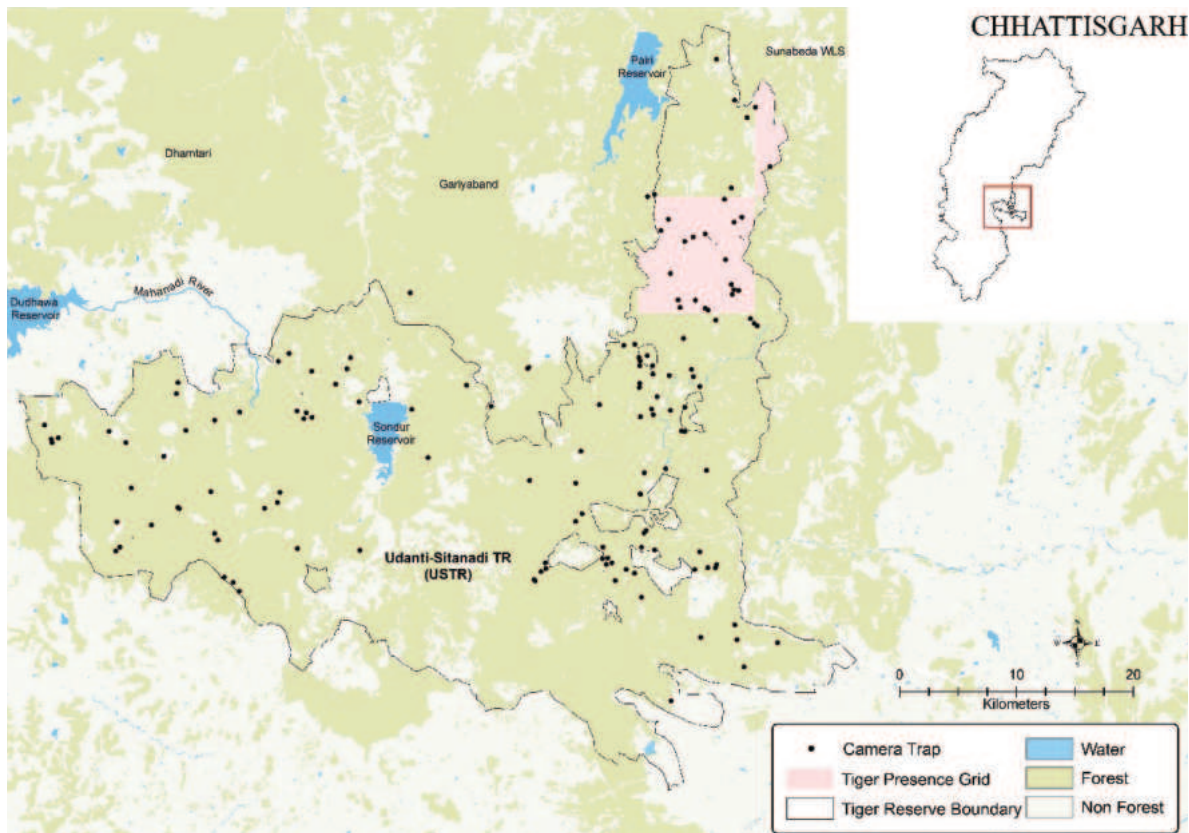 CHHATTISGARH
Sunabeda WLS
Pairi
Reservoir
Dhamtari
Gariyaband
Mahanadi River
Dudhawa
Reservoir
Sondur
Reservoir
Udanti-Sitanadi TR
(USTR)
N
W E
S
0 10 20
Kilometers
Camera Trap
Water
Tiger Presence Grid
Forest
Tiger Reserve Boundary
Non Forest